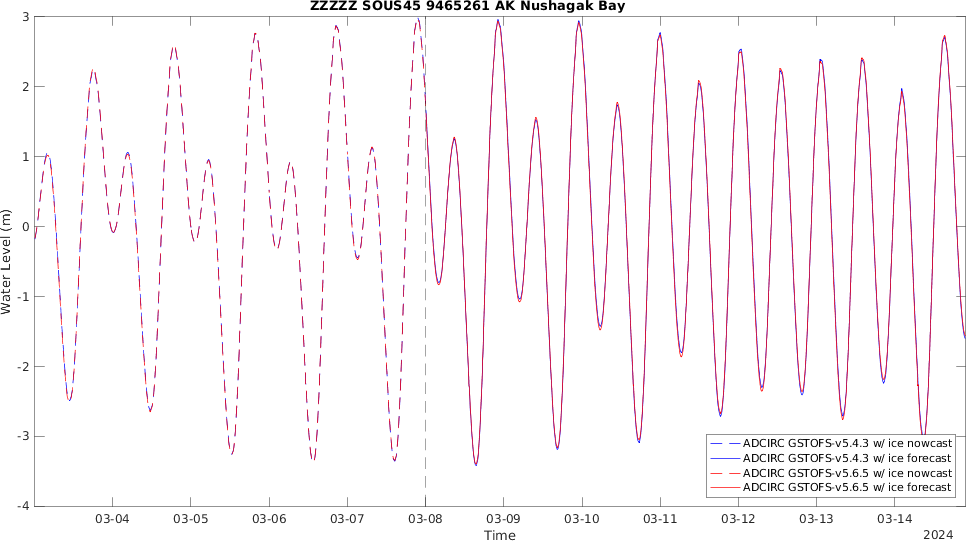 ZZZZZ SOUS45 9465261 AK Nushagak Bay
3
2
1
0
-1
-2
-3
-4
Water Level (m)
ADCIRC GSTOFS-v5.4.3 w/ ice nowcast
ADCIRC GSTOFS-v5.4.3 w/ ice forecast
ADCIRC GSTOFS-v5.6.5 w/ ice nowcast
ADCIRC GSTOFS-v5.6.5 w/ ice forecast
03-04 03-05 03-06 03-07 03-08 03-09 03-10 03-11 03-12 03-13 03-14
Time
2024